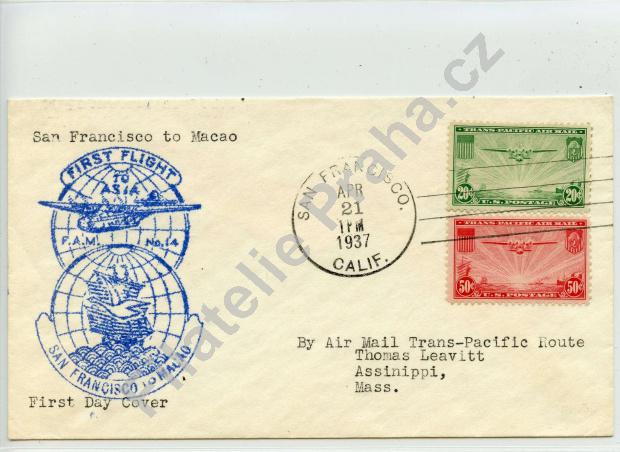 San Francisco to Macao
FIRST FLIGHT
TO
ASIA
F.A.M. No. 14
SAN FRANCISCO TO MACAO
First Day Cover
SAN FRANCISCO.
APR
21
1 PM
1937
CALIF.
TRANS-PACIFIC AIR MAIL
20¢ 20¢
U.S. POSTAGE
TRANS-PACIFIC AIR MAIL
50¢ 50¢
U.S. POSTAGE
By Air Mail Trans-Pacific Route
Thomas Leavitt
Assinippi,
Mass.
Filatelie Praha.cz